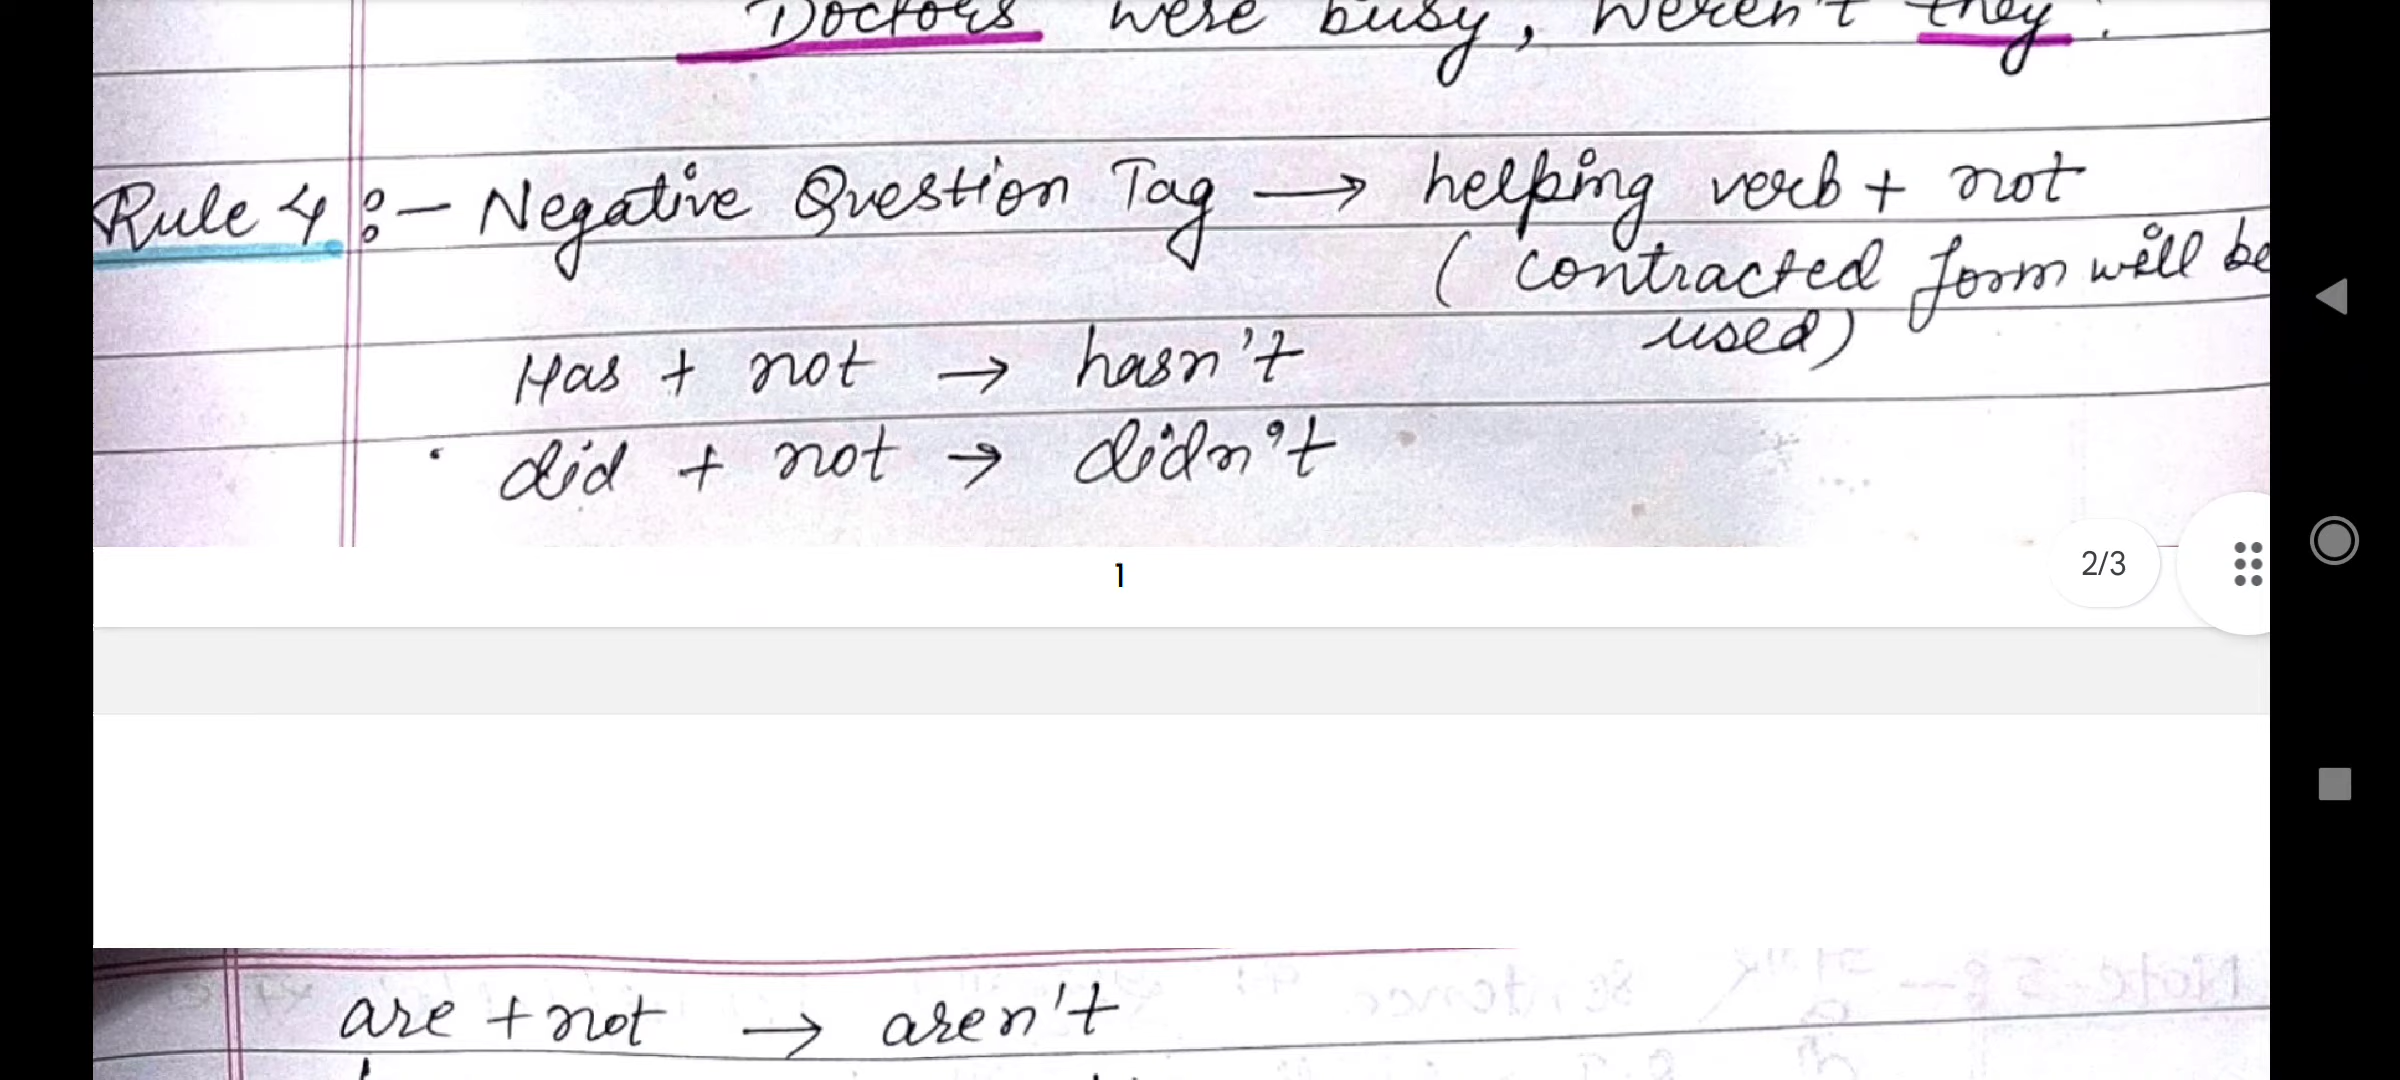 Doctors were busy, weren't they
Rule 4 :- Negative Question Tag → helping verb + not
( contracted form will be
used)
Has + not → hasn't
did + not → didn't
1
2/3
are + not → aren't